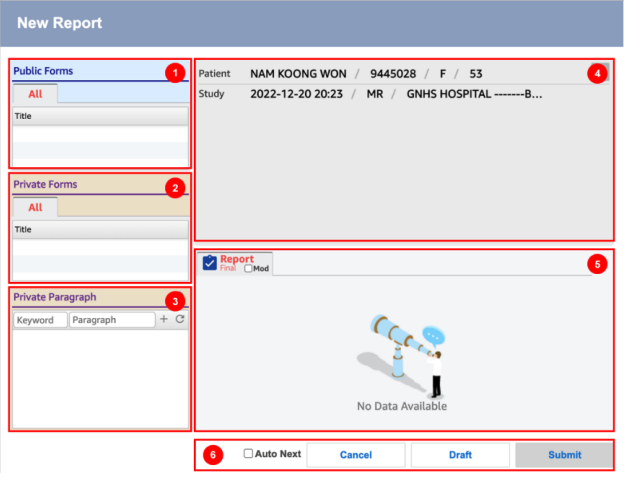 New Report
Public Forms
1
All
Title
Private Forms
2
All
Title
Private Paragraph
3
Keyword Paragraph + C
Patient NAM KOONG WON / 9445028 / F / 53
4
Study 2022-12-20 20:23 / MR / GNHS HOSPITAL -------B...
Report
Final Mod
5
No Data Available
6 Auto Next Cancel Draft Submit